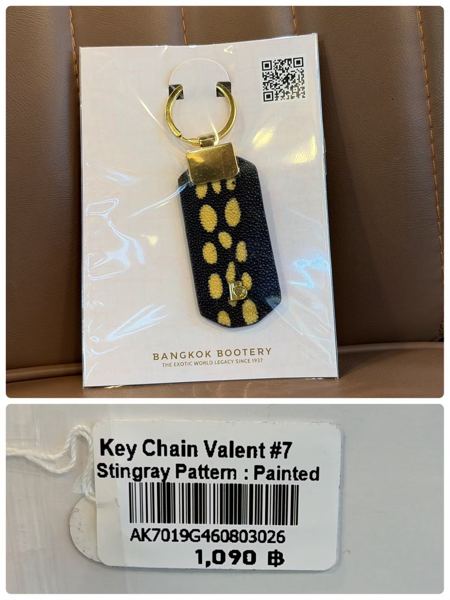 B
BANGKOK BOOTERY
THE EXOTIC WORLD LEGACY SINCE 1937
Key Chain Valent #7
Stingray Pattern : Painted
AK7019G460803026
1,090 ฿